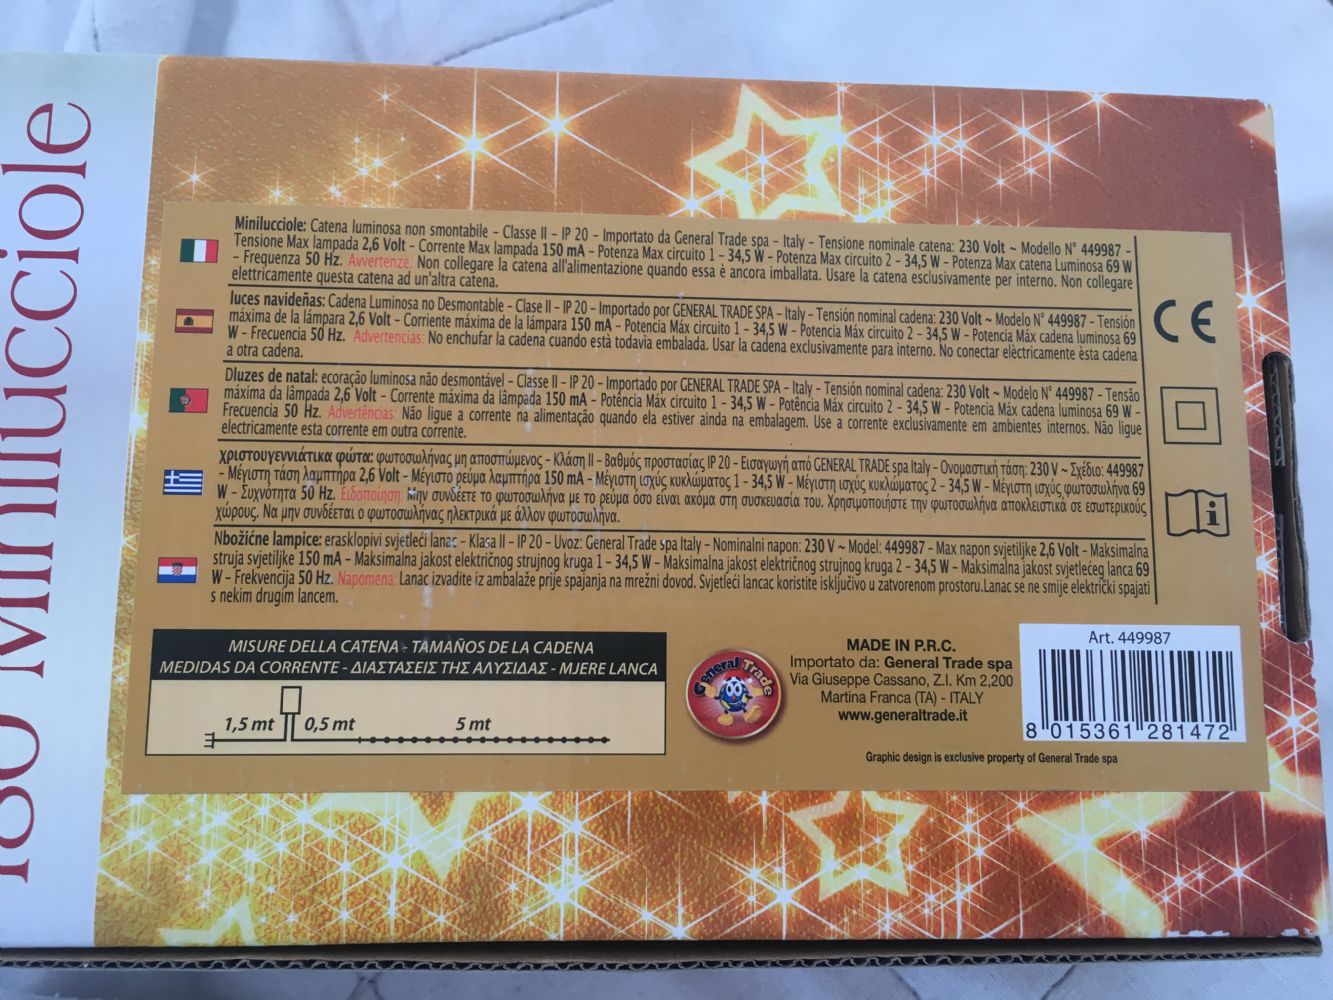 180 Minilucciole
Minilucciole: Catena luminosa non smontabile – Classe II – IP 20 – Importato da General Trade spa – Italy – Tensione nominale catena: 230 Volt ~ Modello N° 449987 –
Tensione Max lampada 2,6 Volt – Corrente Max lampada 150 mA – Potenza Max circuito 1 – 34,5 W – Potenza Max circuito 2 – 34,5 W – Potenza Max catena Luminosa 69 W
– Frequenza 50 Hz. Avvertenze: Non collegare la catena all'alimentazione quando essa è ancora imballata. Usare la catena esclusivamente per interno. Non collegare
elettricamente questa catena ad un'altra catena.
luces navideñas: Cadena Luminosa no Desmontable – Clase II – IP 20 – Importado por GENERAL TRADE SPA – Italy – Tensión nominal cadena: 230 Volt ~ Modelo N° 449987 – Tensión
máxima de la lámpara 2,6 Volt – Corriente máxima de la lámpara 150 mA – Potencia Máx circuito 1 – 34,5 W – Potencia Máx circuito 2 – 34,5 W – Potencia Máx cadena luminosa 69
W – Frecuencia 50 Hz. Advertencias: No enchufar la cadena cuando està todavia embalada. Usar la cadena exclusivamente para interno. No conectar elèctricamente èsta cadena
a otra cadena.
Dluzes de natal: ecoração luminosa não desmontável – Classe II – IP 20 – Importado por GENERAL TRADE SPA – Italy – Tensión nominal cadena: 230 Volt ~ Modelo N° 449987 – Tensão
máxima da lâmpada 2,6 Volt – Corrente máxima da lâmpada 150 mA – Potência Máx circuito 1 – 34,5 W – Potência Máx circuito 2 – 34,5 W – Potencia Màx cadena luminosa 69 W –
Frecuencia 50 Hz. Advertências: Não ligue a corrente na alimentação quando ela estiver ainda na embalagem. Use a corrente exclusivamente em ambientes internos. Não ligue
electricamente esta corrente em outra corrente.
χριστουγεννιάτικα φώτα: φωτοσωλήνας μη αποσπώμενος – Κλάση II – Βαθμός προστασίας IP 20 – Εισαγωγή από GENERAL TRADE spa Italy – Ονομαστική τάση: 230 V ~ Σχέδιο: 449987
– Μέγιστη τάση λαμπτήρα 2,6 Volt – Μέγιστο ρεύμα λαμπτήρα 150 mA – Μέγιστη ισχύς κυκλώματος 1 – 34,5 W – Μέγιστη ισχύς κυκλώματος 2 – 34,5 W – Μέγιστη ισχύς φωτοσωλήνα 69
W – Συχνότητα 50 Hz. Ειδοποίηση: Μην συνδέετε το φωτοσωλήνα με το ρεύμα όσο είναι ακόμα στη συσκευασία του. Χρησιμοποιήστε την φωτοσωλήνα αποκλειστικά σε εσωτερικούς
χώρους. Να μην συνδέεται ο φωτοσωλήνας ηλεκτρικά με άλλον φωτοσωλήνα.
Nbožićne lampice: erasklopivi svjetleći lanac – Klasa II – IP 20 – Uvoz: General Trade spa Italy – Nominalni napon: 230 V ~ Model: 449987 – Max napon svjetiljke 2,6 Volt – Maksimalna
struja svjetiljke 150 mA – Maksimalna jakost električnog strujnog kruga 1 – 34,5 W – Maksimalna jakost električnog strujnog kruga 2 – 34,5 W – Maksimalna jakost svjetlećeg lanca 69
W – Frekvencija 50 Hz. Napomena: Lanac izvadite iz ambalaže prije spajanja na mrežni dovod. Svjetleći lancac koristite isključivo u zatvorenom prostoru.Lanac se ne smije električki spajati
s nekim drugim lancem.
CE
i
MISURE DELLA CATENA - TAMAÑOS DE LA CADENA
MEDIDAS DA CORRENTE - ΔΙΑΣΤΑΣΕΙΣ ΤΗΣ ΑΛΥΣΙΔΑΣ - MJERE LANCA
1,5 mt 0,5 mt 5 mt
General Trade
MADE IN P.R.C.
Importato da: General Trade spa
Via Giuseppe Cassano, Z.I. Km 2,200
Martina Franca (TA) - ITALY
www.generaltrade.it
Art. 449987
8 015361 281472
Graphic design is exclusive property of General Trade spa